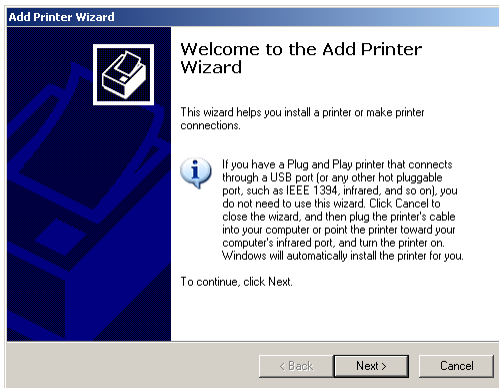 Add Printer Wizard
Welcome to the Add Printer
Wizard
This wizard helps you install a printer or make printer
connections.
If you have a Plug and Play printer that connects
through a USB port (or any other hot pluggable
port, such as IEEE 1394, infrared, and so on), you
do not need to use this wizard. Click Cancel to
close the wizard, and then plug the printer's cable
into your computer or point the printer toward your
computer's infrared port, and turn the printer on.
Windows will automatically install the printer for you.
To continue, click Next.
< Back Next > Cancel